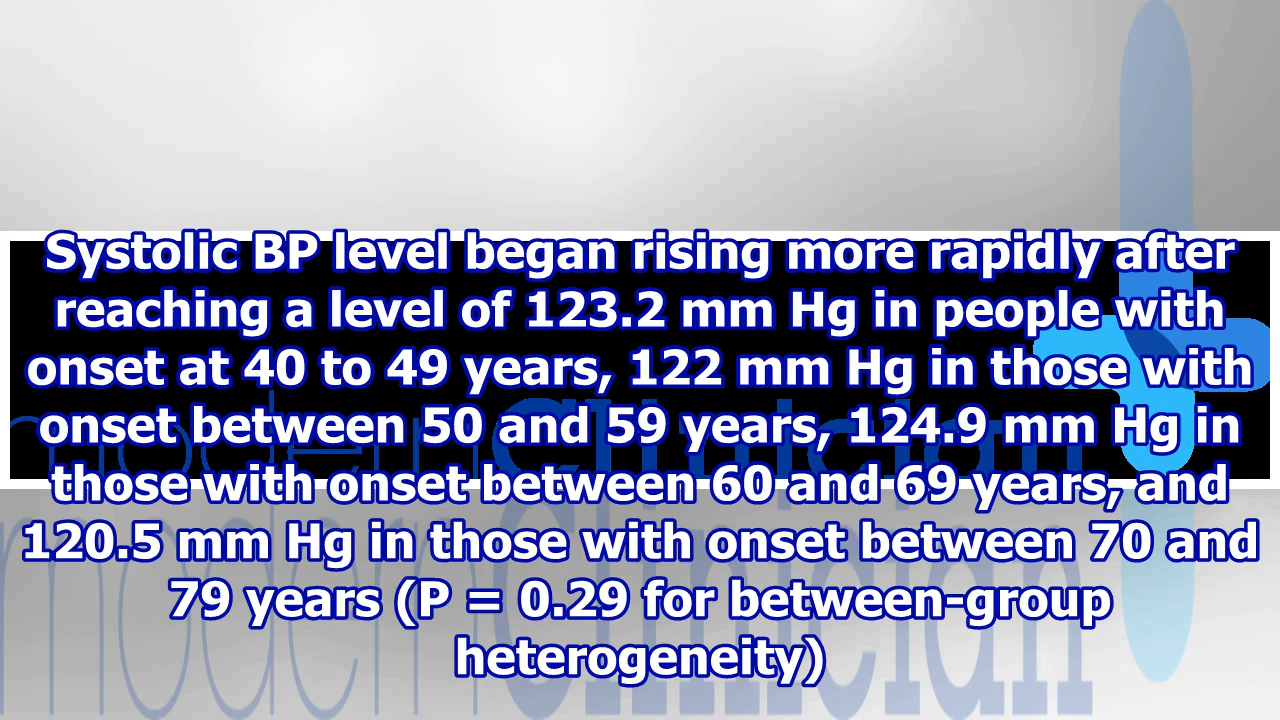 Systolic BP level began rising more rapidly after
reaching a level of 123.2 mm Hg in people with
onset at 40 to 49 years, 122 mm Hg in those with
onset between 50 and 59 years, 124.9 mm Hg in
those with onset between 60 and 69 years, and
120.5 mm Hg in those with onset between 70 and
79 years (P = 0.29 for between-group
heterogeneity)
modernclinician
modernclinician